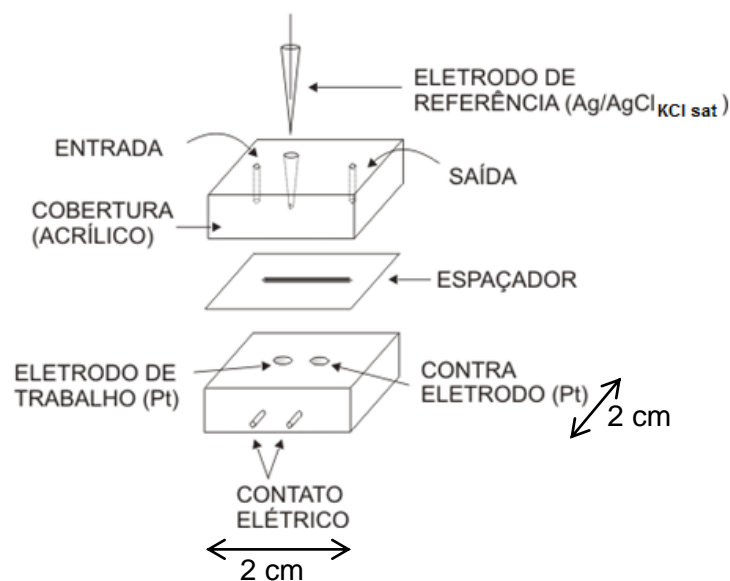 ELETRODO DE
REFERÊNCIA (Ag/AgCl KCl sat )
ENTRADA
SAÍDA
COBERTURA
(ACRÍLICO)
ESPAÇADOR
ELETRODO DE
TRABALHO (Pt)
CONTRA
ELETRODO (Pt)
2 cm
CONTATO
ELÉTRICO
2 cm